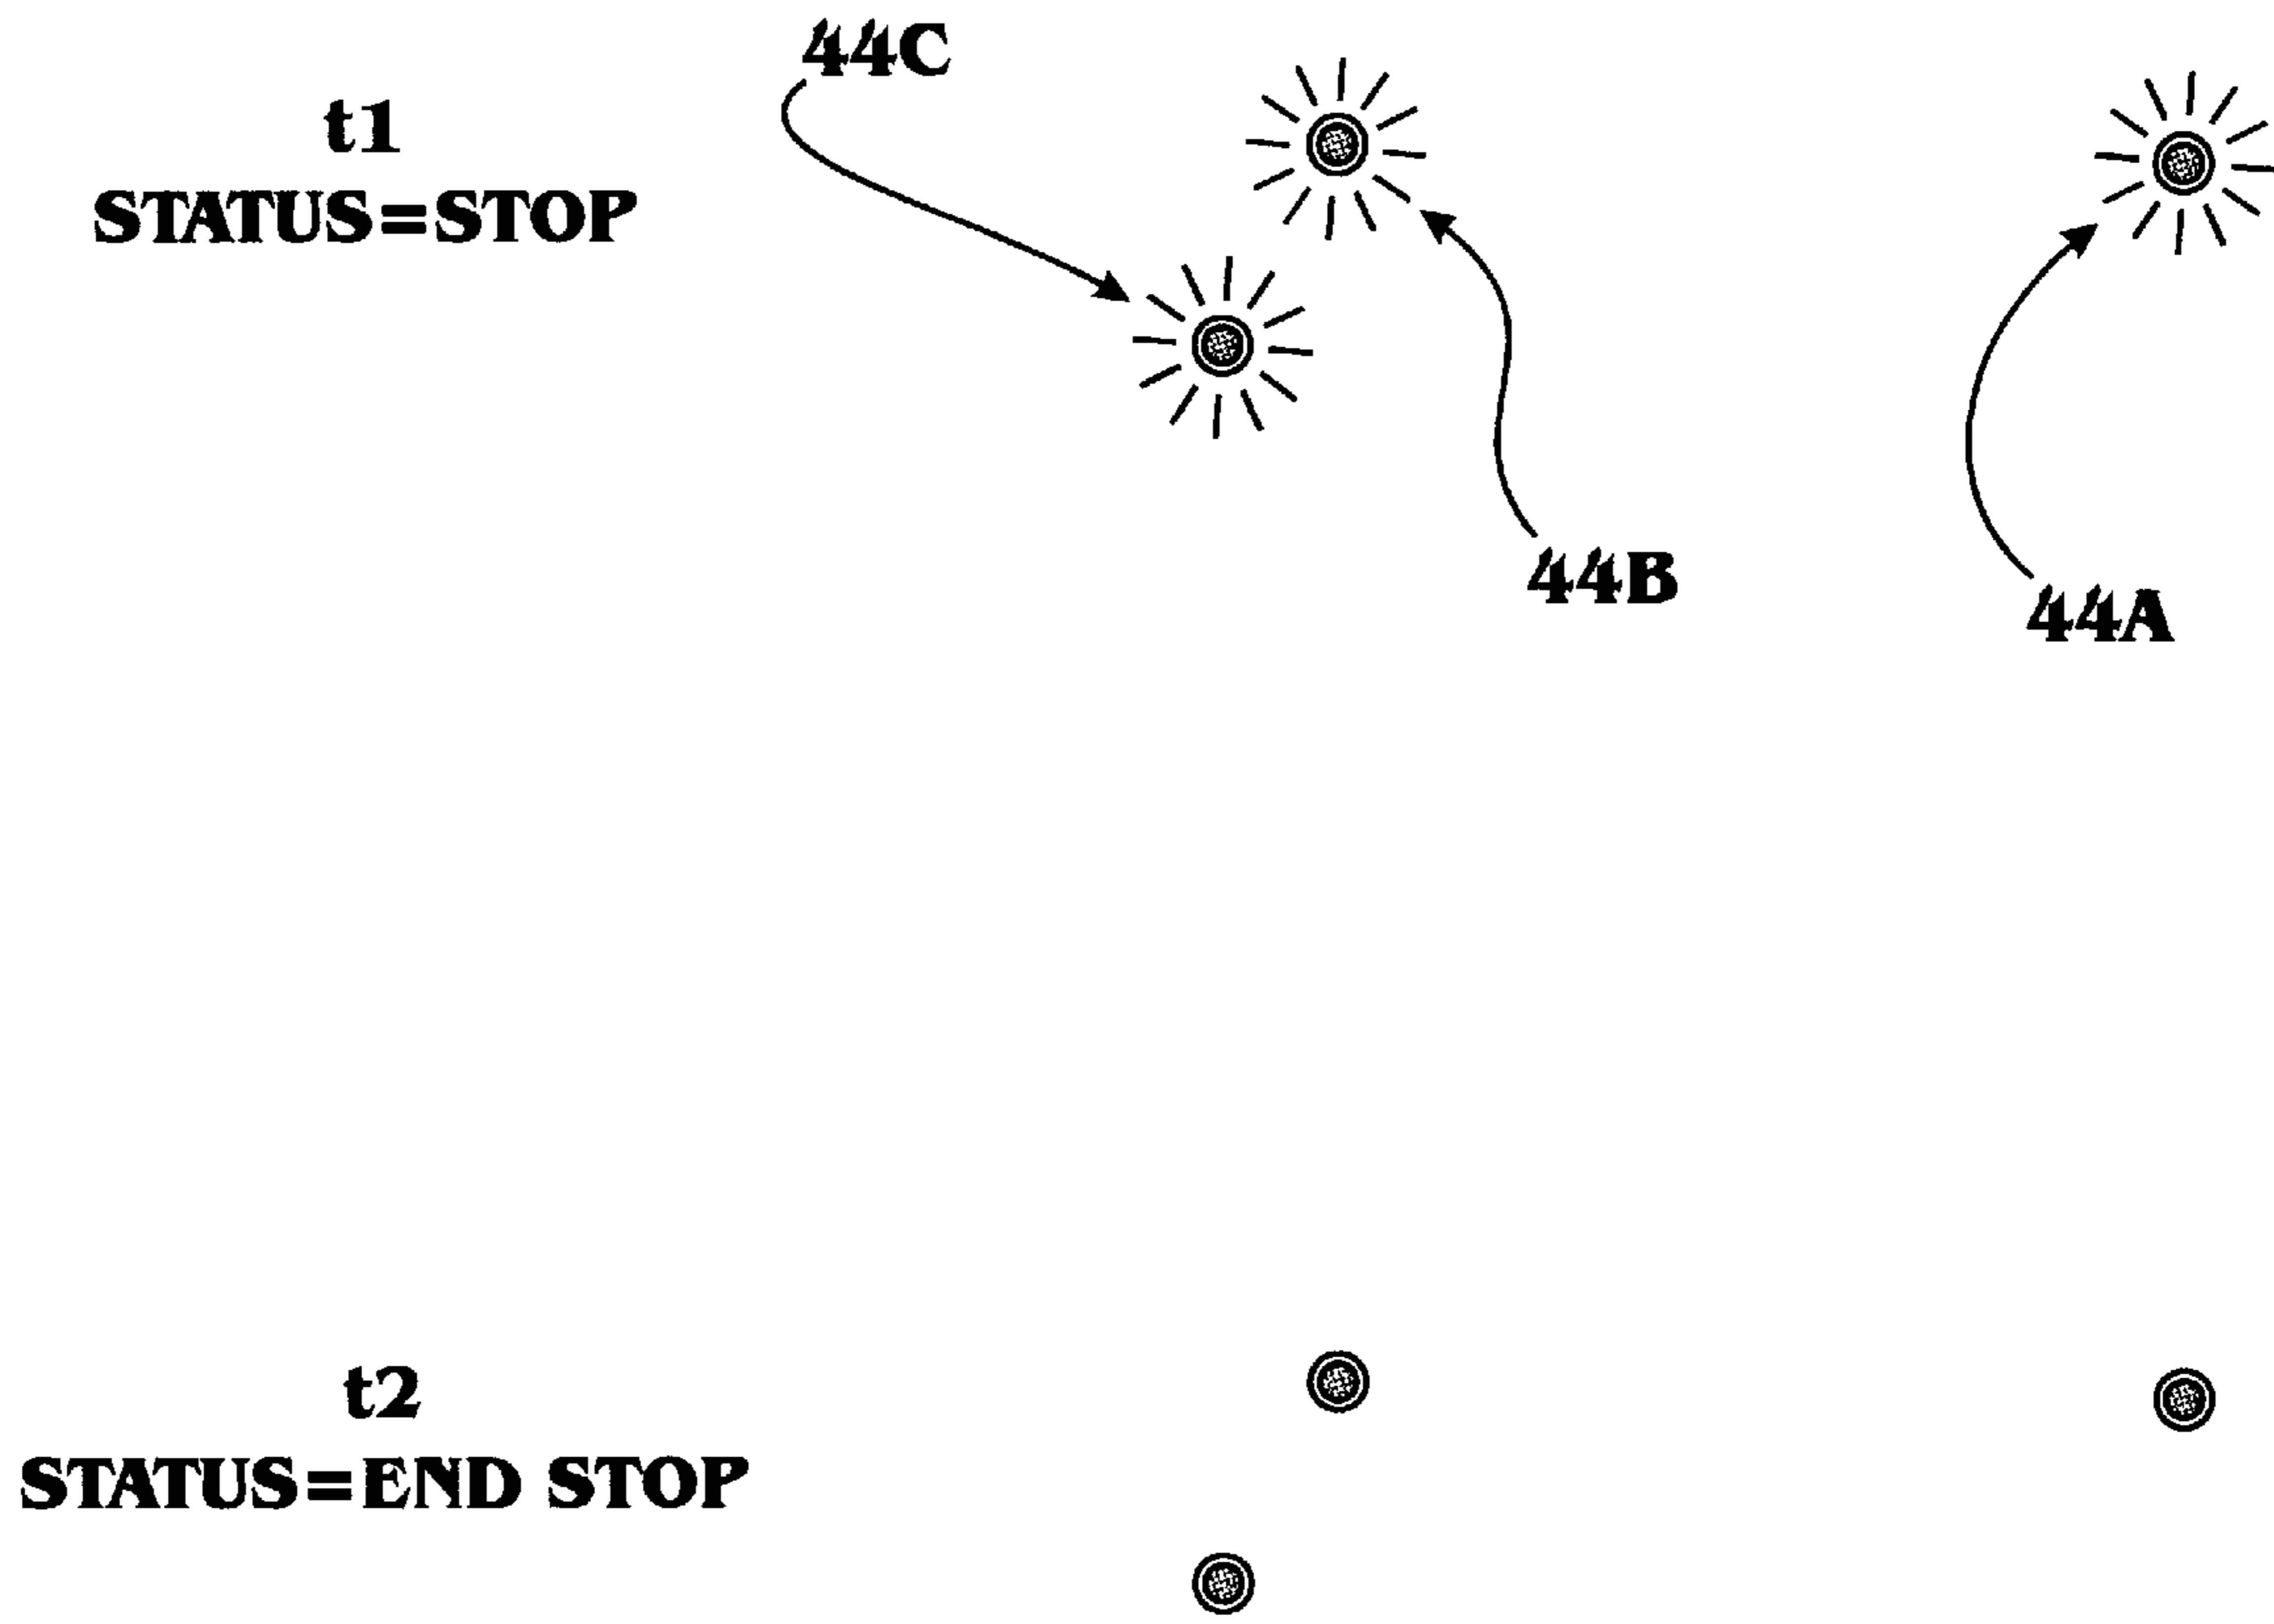 44C
t1
STATUS=STOP
44B
44A
t2
STATUS=END STOP